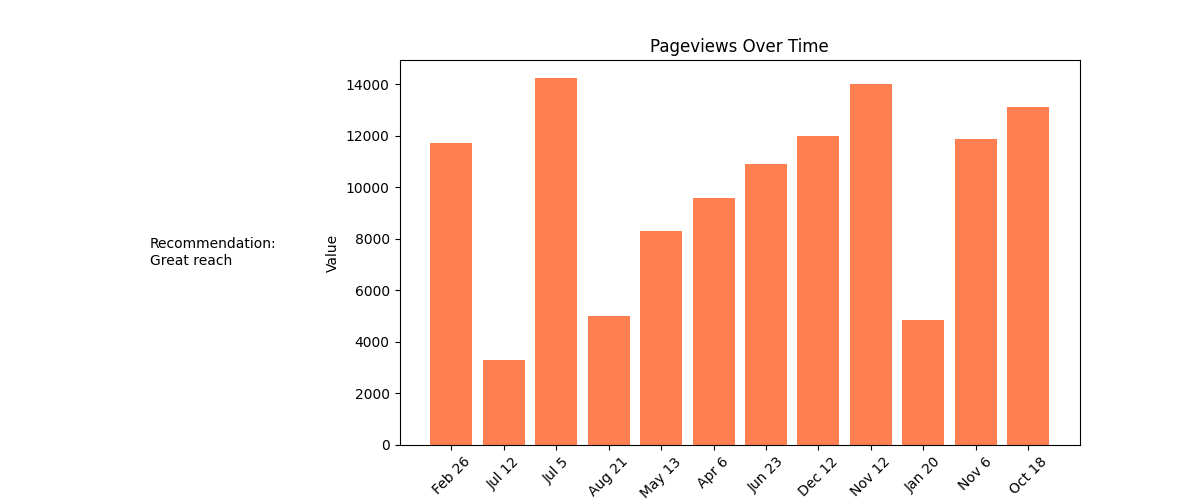 Pageviews Over Time
Recommendation:
Great reach
Value
14000
12000
10000
8000
6000
4000
2000
0
Feb 26
Jul 12
Jul 5
Aug 21
May 13
Apr 6
Jun 23
Dec 12
Nov 12
Jan 20
Nov 6
Oct 18